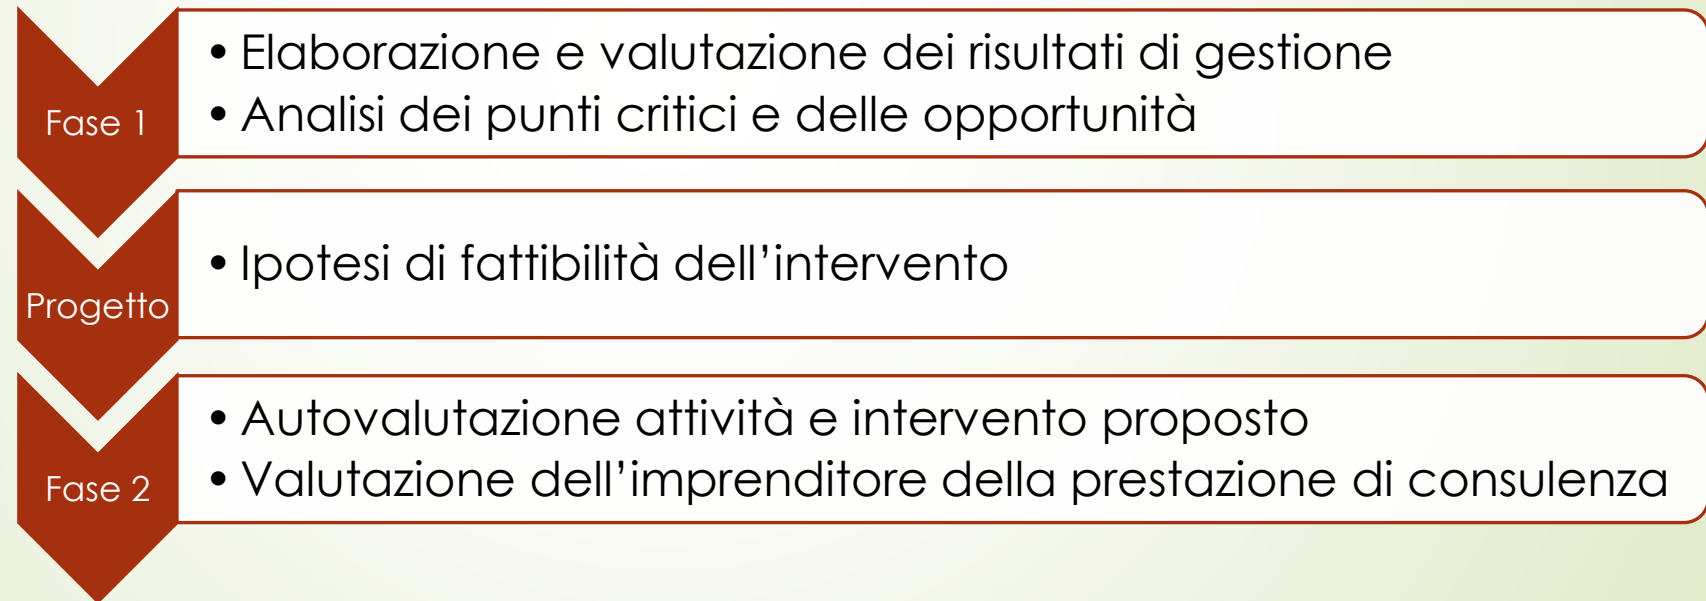 Fase 1
• Elaborazione e valutazione dei risultati di gestione
• Analisi dei punti critici e delle opportunità
Progetto
• Ipotesi di fattibilità dell’intervento
Fase 2
• Autovalutazione attività e intervento proposto
• Valutazione dell’imprenditore della prestazione di consulenza